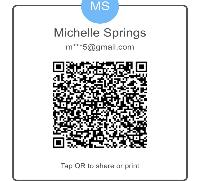 MS
Michelle Springs
m***5@gmail.com
Tap QR to share or print